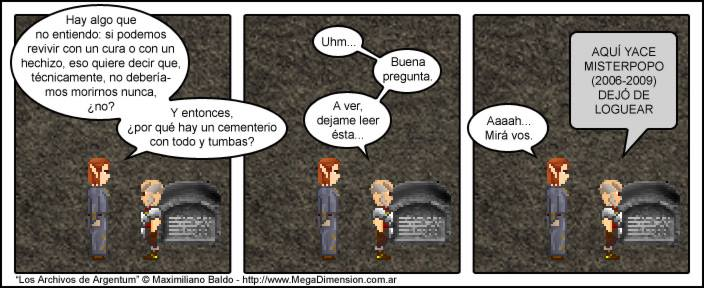 Hay algo que
no entiendo: si podemos
revivir con un cura o con un
hechizo, eso quiere decir que,
técnicamente, no debería-
mos morirnos nunca,
¿no?
Y entonces,
¿por qué hay un cementerio
con todo y tumbas?
Uhm...
Buena
pregunta.
A ver,
dejame leer
ésta...
Aaaah...
Mirá vos.
AQUÍ YACE
MISTERPOPO
(2006-2009)
DEJÓ DE
LOGUEAR
"Los Archivos de Argentum" © Maximiliano Baldo - http://www.MegaDimension.com.ar